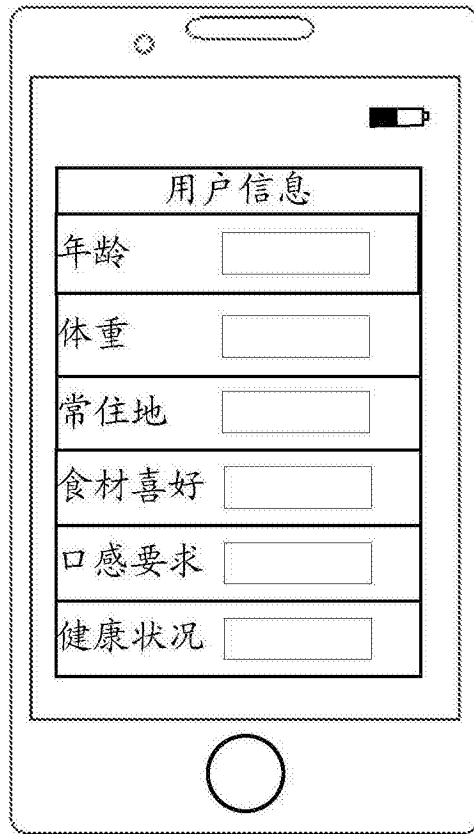 用户信息
年龄
体重
常住地
食材喜好
口感要求
健康状况